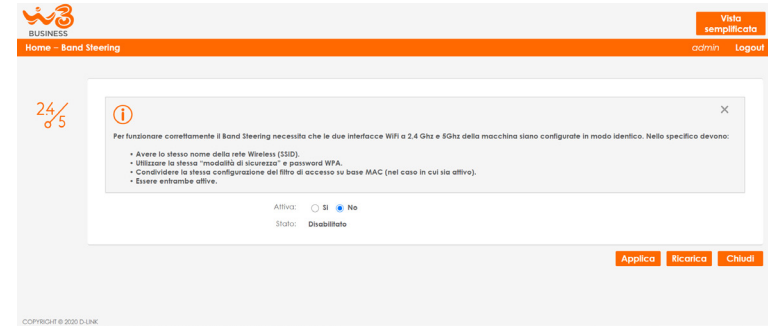 W3
BUSINESS
Vista
semplificata
Home – Band Steering
admin Logout
2.4/5
Per funzionare correttamente il Band Steering necessita che le due interfacce WiFi a 2,4 Ghz e 5Ghz della macchina siano configurate in modo identico. Nello specifico devono:
• Avere lo stesso nome della rete Wireless (SSID).
• Utilizzare la stessa "modalità di sicurezza" e password WPA.
• Condividere la stessa configurazione del filtro di accesso su base MAC (nel caso in cui sia attivo).
• Essere entrambe attive.
Attiva: Sì No
Stato: Disabilitato
Applica Ricarica Chiudi
COPYRIGHT © 2020 D-LINK